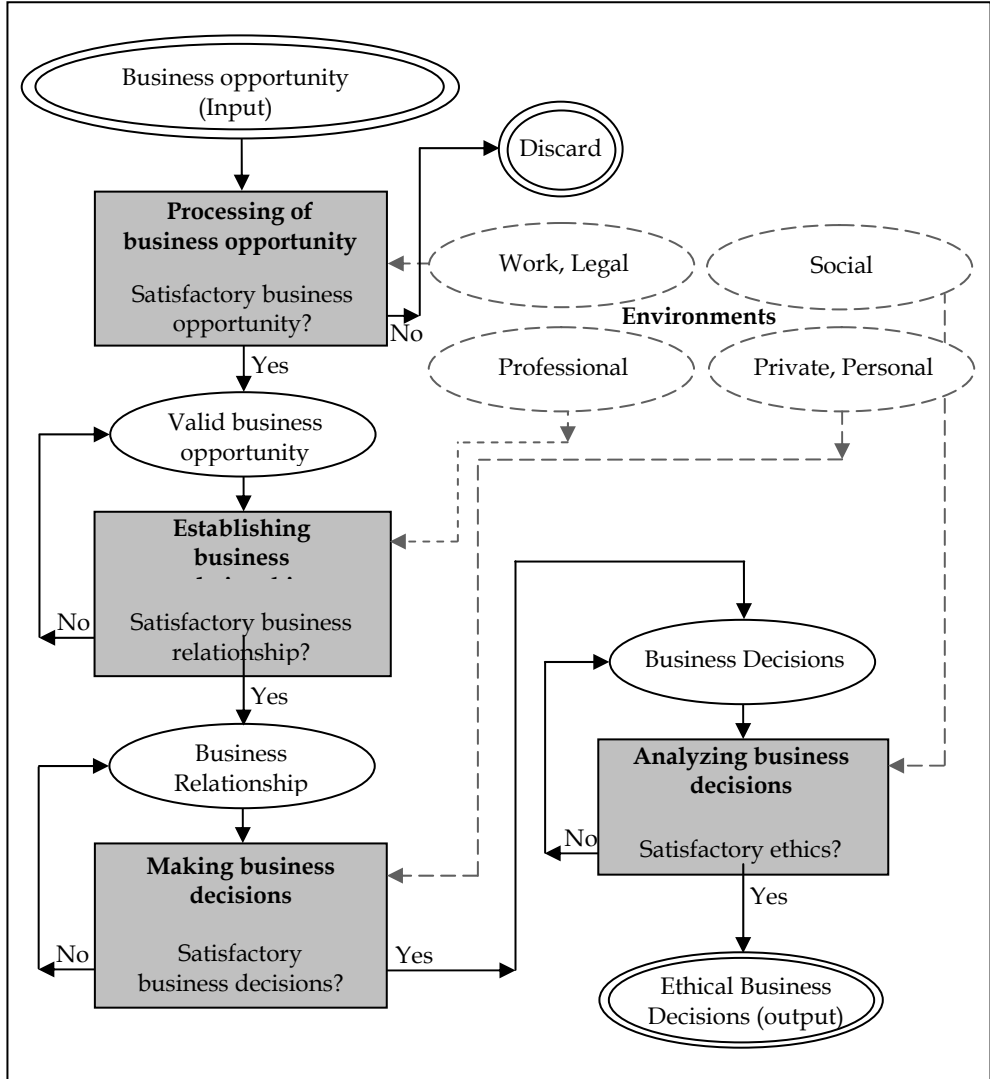 Business opportunity
(Input)
Discard
Processing of
business opportunity
Satisfactory business
opportunity?
No
Yes
Work, Legal
Social
Environments
Professional
Private, Personal
Valid business
opportunity
Establishing
business
No
Satisfactory business
relationship?
Yes
Business
Relationship
Making business
decisions
No
Satisfactory
business decisions?
Yes
Business Decisions
Analyzing business
decisions
No
Satisfactory ethics?
Yes
Ethical Business
Decisions (output)